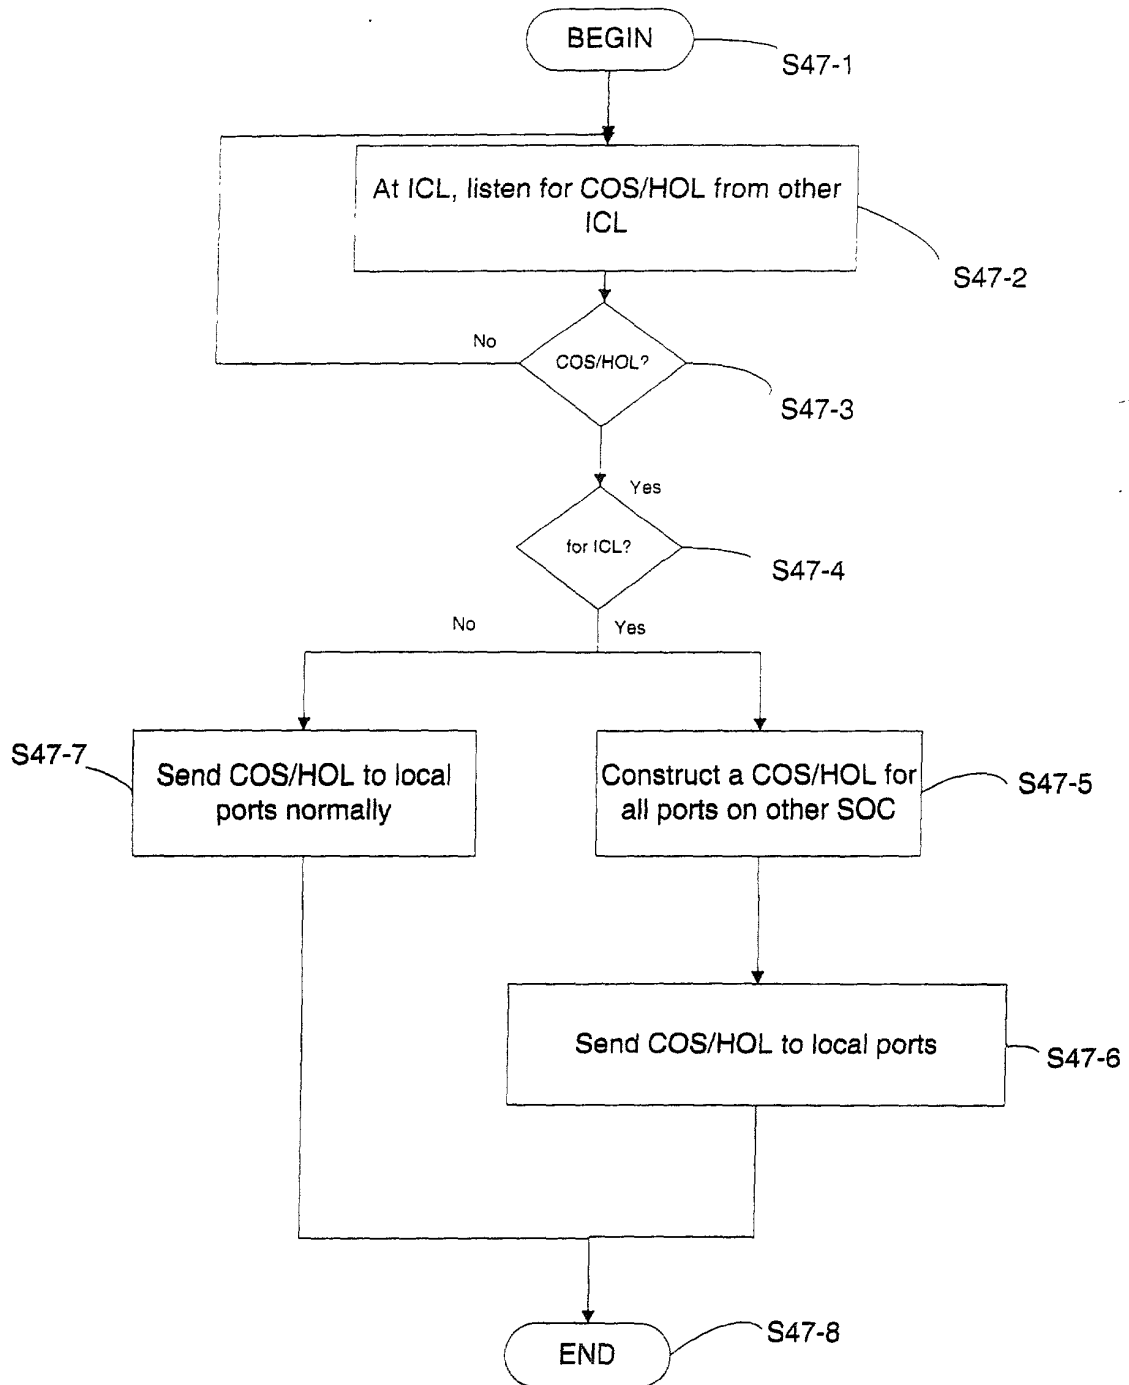 BEGIN
S47-1
At ICL, listen for COS/HOL from other
ICL
S47-2
No
COS/HOL?
S47-3
Yes
for ICL?
S47-4
No
Yes
S47-7
Send COS/HOL to local
ports normally
Construct a COS/HOL for
all ports on other SOC
S47-5
Send COS/HOL to local ports
S47-6
END
S47-8